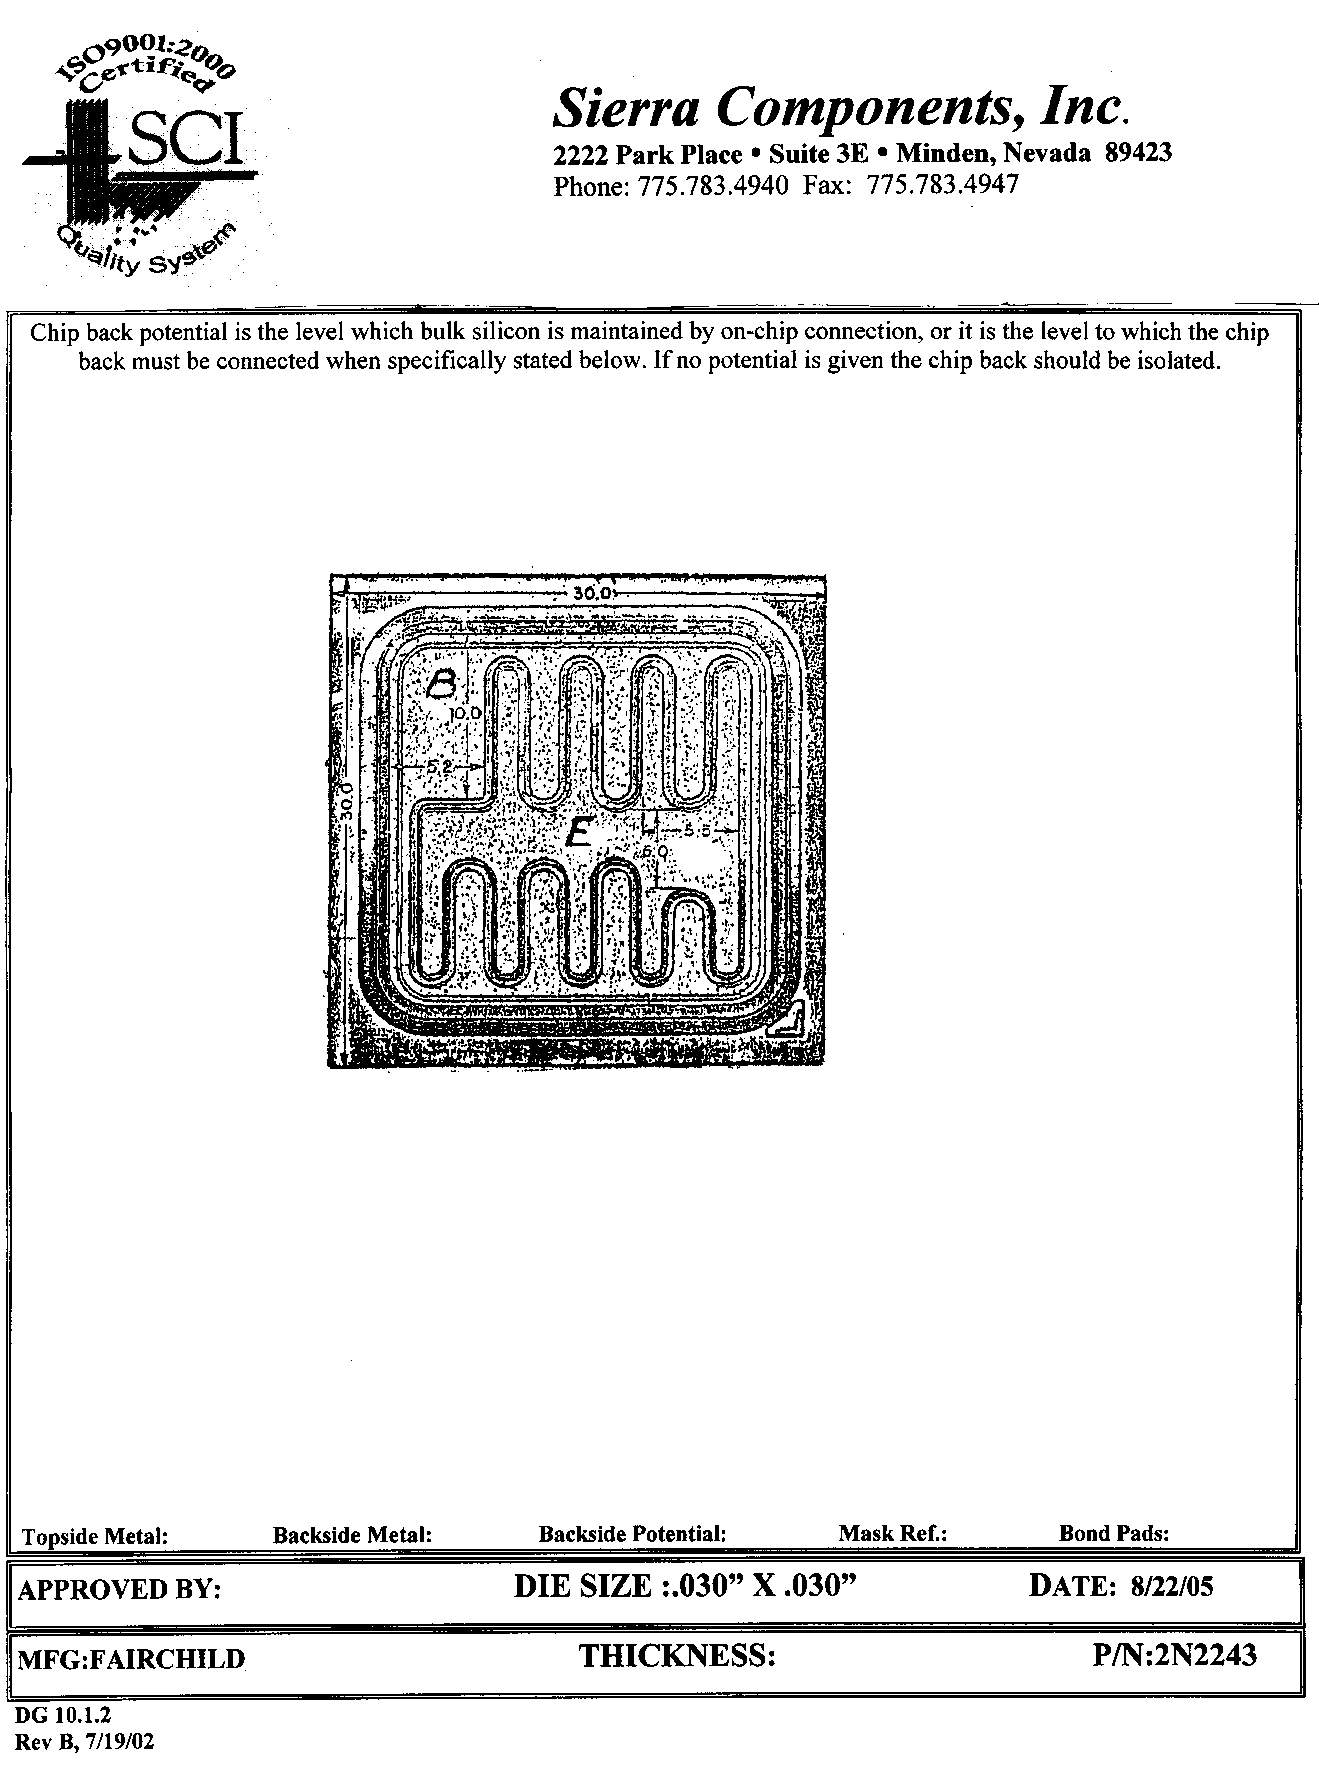 ISO9001:2000
Certified
SCI
Quality System
Sierra Components, Inc.
2222 Park Place • Suite 3E • Minden, Nevada 89423
Phone: 775.783.4940 Fax: 775.783.4947
Chip back potential is the level which bulk silicon is maintained by on-chip connection, or it is the level to which the chip
back must be connected when specifically stated below. If no potential is given the chip back should be isolated.
30.0
B
10.0
5.2
30.0
E
5.5
6.0
Topside Metal: Backside Metal: Backside Potential: Mask Ref.: Bond Pads:
APPROVED BY: DIE SIZE :.030” X .030” DATE: 8/22/05
MFG:FAIRCHILD THICKNESS: P/N:2N2243
DG 10.1.2
Rev B, 7/19/02